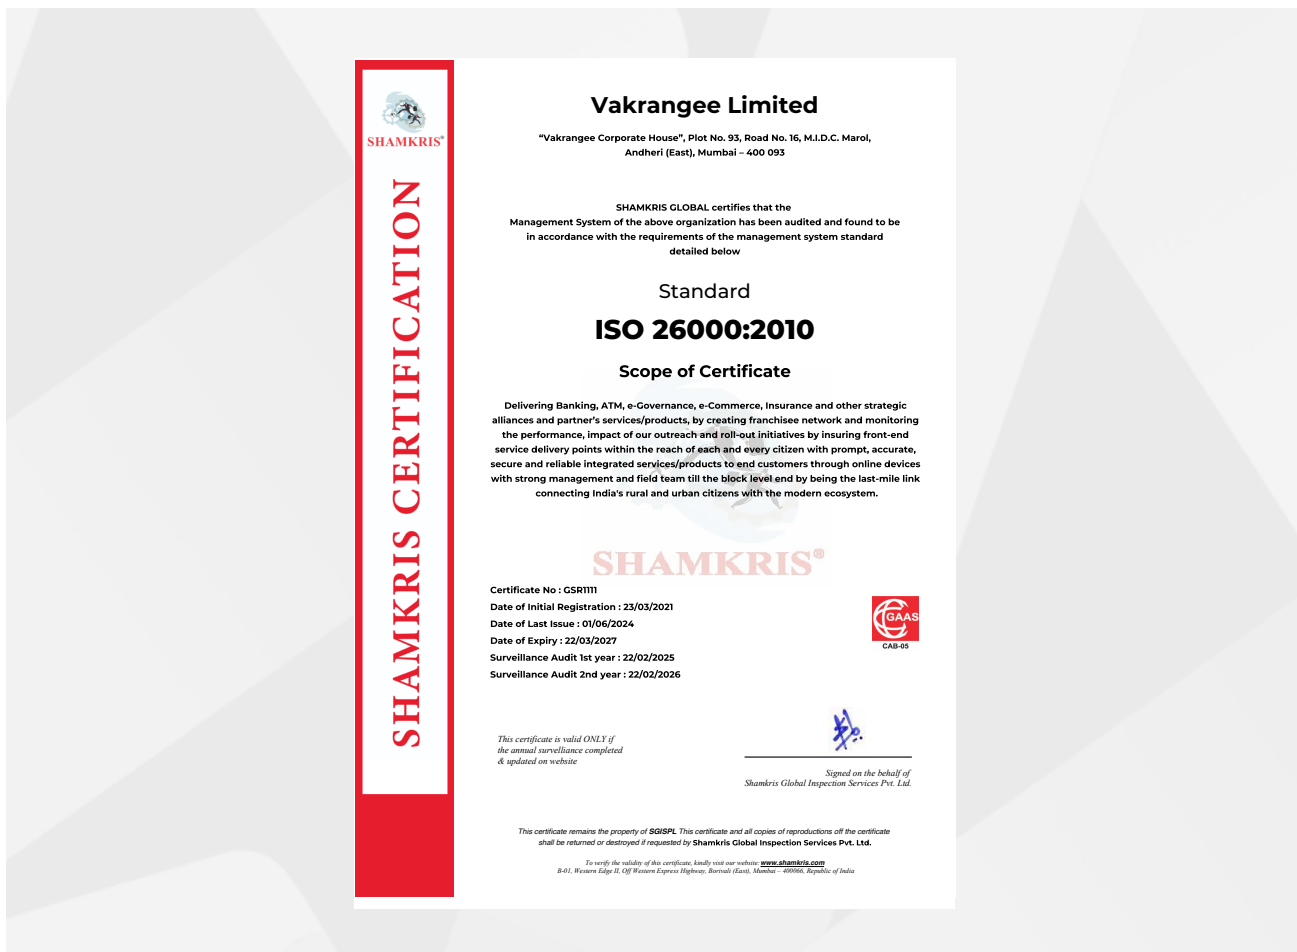 SHAMKRIS®
SHAMKRIS CERTIFICATION
Vakrangee Limited
“Vakrangee Corporate House”, Plot No. 93, Road No. 16, M.I.D.C. Marol,
Andheri (East), Mumbai – 400 093
SHAMKRIS GLOBAL certifies that the
Management System of the above organization has been audited and found to be
in accordance with the requirements of the management system standard
detailed below
Standard
ISO 26000:2010
Scope of Certificate
Delivering Banking, ATM, e-Governance, e-Commerce, Insurance and other strategic
alliances and partner’s services/products, by creating franchisee network and monitoring
the performance, impact of our outreach and roll-out initiatives by insuring front-end
service delivery points within the reach of each and every citizen with prompt, accurate,
secure and reliable integrated services/products to end customers through online devices
with strong management and field team till the block level end by being the last-mile link
connecting India's rural and urban citizens with the modern ecosystem.
SHAMKRIS®
Certificate No : GSR1111
Date of Initial Registration : 23/03/2021
Date of Last Issue : 01/06/2024
Date of Expiry : 22/03/2027
Surveillance Audit 1st year : 22/02/2025
Surveillance Audit 2nd year : 22/02/2026
GAAS
CAB-05
This certificate is valid ONLY if
the annual survelliance completed
& updated on website
Signed on the behalf of
Shamkris Global Inspection Services Pvt. Ltd.
This certificate remains the property of SGISPL This certificate and all copies of reproductions off the certificate
shall be returned or destroyed if requested by Shamkris Global Inspection Services Pvt. Ltd.
To verify the validity of this certificate, kindly visit our website: www.shamkris.com
B-01, Western Edge II, Off Western Express Highway, Borivali (East), Mumbai – 400066, Republic of India